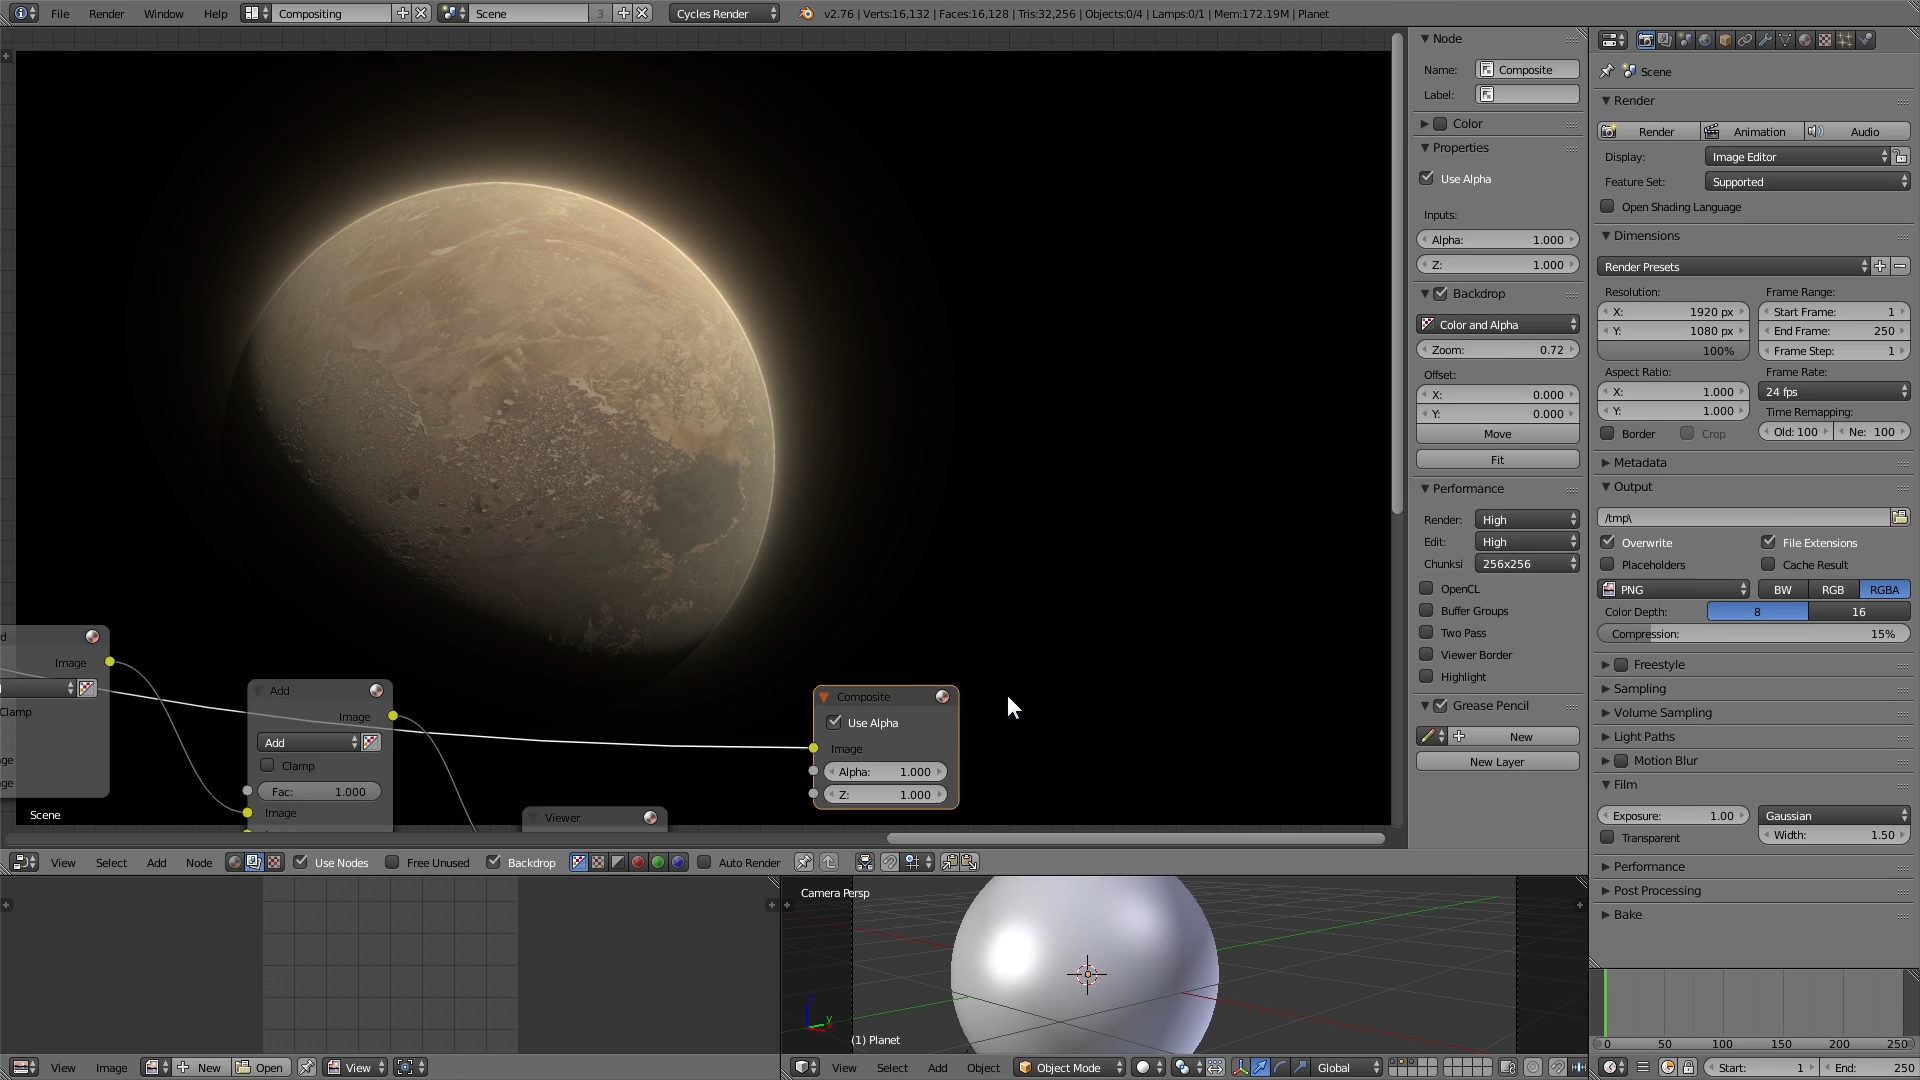 File Render Window Help Compositing Scene 3 Cycles Render v2.76 | Verts:16,132 | Faces:16,128 | Tris:32,256 | Objects:0/4 | Lamps:0/1 | Mem:172.19M | Planet
Node
Name: Composite
Label:
Color
Properties
Use Alpha
Inputs:
Alpha: 1.000
Z: 1.000
Backdrop
Color and Alpha
Zoom: 0.72
Offset:
X: 0.000
Y: 0.000
Move
Fit
Performance
Render: High
Edit: High
Chunksi 256x256
OpenCL
Buffer Groups
Two Pass
Viewer Border
Highlight
Grease Pencil
New
New Layer
Scene
Render
Render Animation Audio
Display: Image Editor
Feature Set: Supported
Open Shading Language
Dimensions
Render Presets
Resolution: Frame Range:
X: 1920 px Start Frame: 1
Y: 1080 px End Frame: 250
100% Frame Step: 1
Aspect Ratio: Frame Rate:
X: 1.000 24 fps
Y: 1.000 Time Remapping:
Border Crop Old: 100 Ne: 100
Metadata
Output
/tmp\
Overwrite File Extensions
Placeholders Cache Result
PNG BW RGB RGBA
Color Depth: 8 16
Compression: 15%
Freestyle
Sampling
Volume Sampling
Light Paths
Motion Blur
Film
Exposure: 1.00 Gaussian
Transparent Width: 1.50
Performance
Post Processing
Bake
d
Image
Clamp
ge
ge
Add
Image
Add
Clamp
Fac: 1.000
Image
Viewer
Composite
Use Alpha
Image
Alpha: 1.000
Z: 1.000
Scene
View Select Add Node Use Nodes Free Unused Backdrop Auto Render
Camera Persp
z
y
(1) Planet
0 50 100 150 200 250
View Image New Open View
View Select Add Object Object Mode Global
Start: 1 End: 250